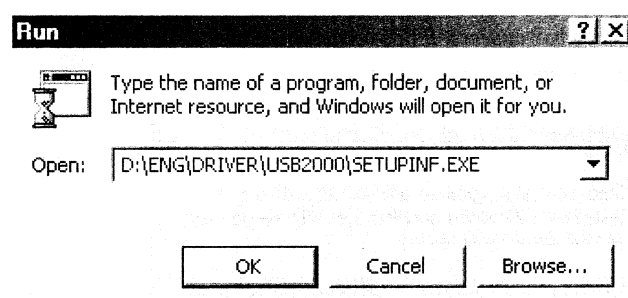 Run
? X
Type the name of a program, folder, document, or
Internet resource, and Windows will open it for you.
Open: D:\ENG\DRIVER\USB2000\SETUPINF.EXE
OK Cancel Browse...